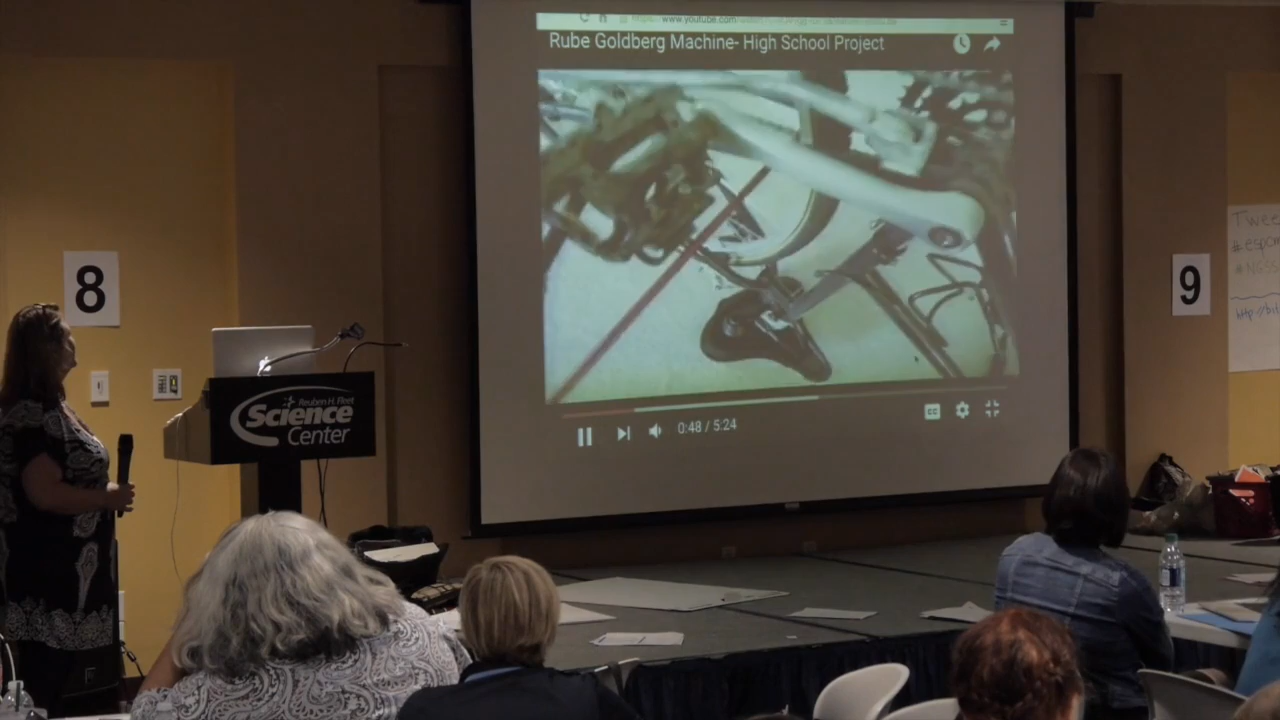 www.youtube.com
Rube Goldberg Machine- High School Project
CC
0:48 / 5:24
8
9
Reuben H. Fleet
Science
Center